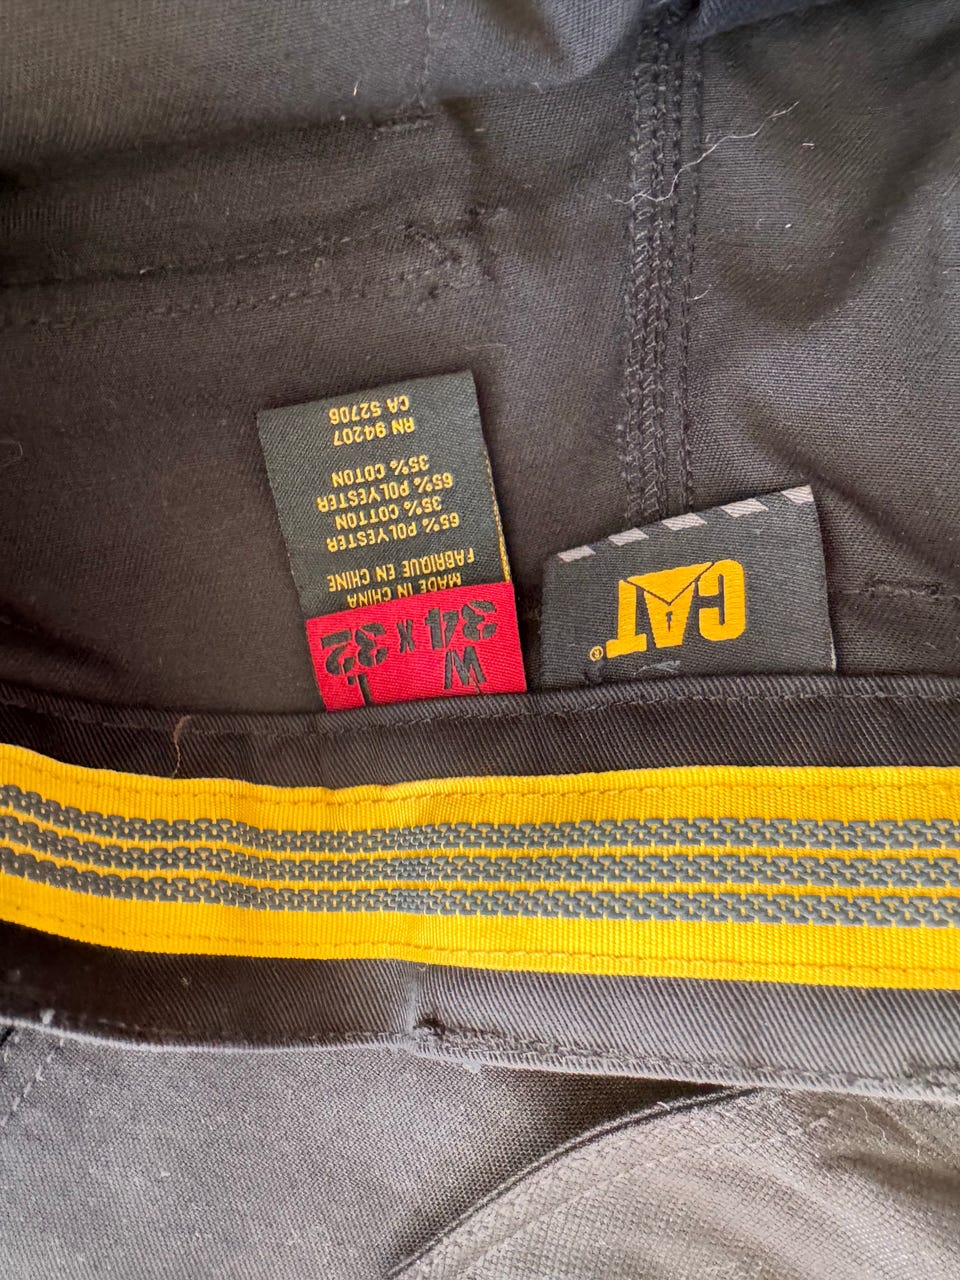 W L
34 X 32
MADE IN CHINA
FABRIQUE EN CHINE
65% POLYESTER
35% COTTON
65% POLYESTER
35% COTON
RN 94207
CA 52706
CAT®